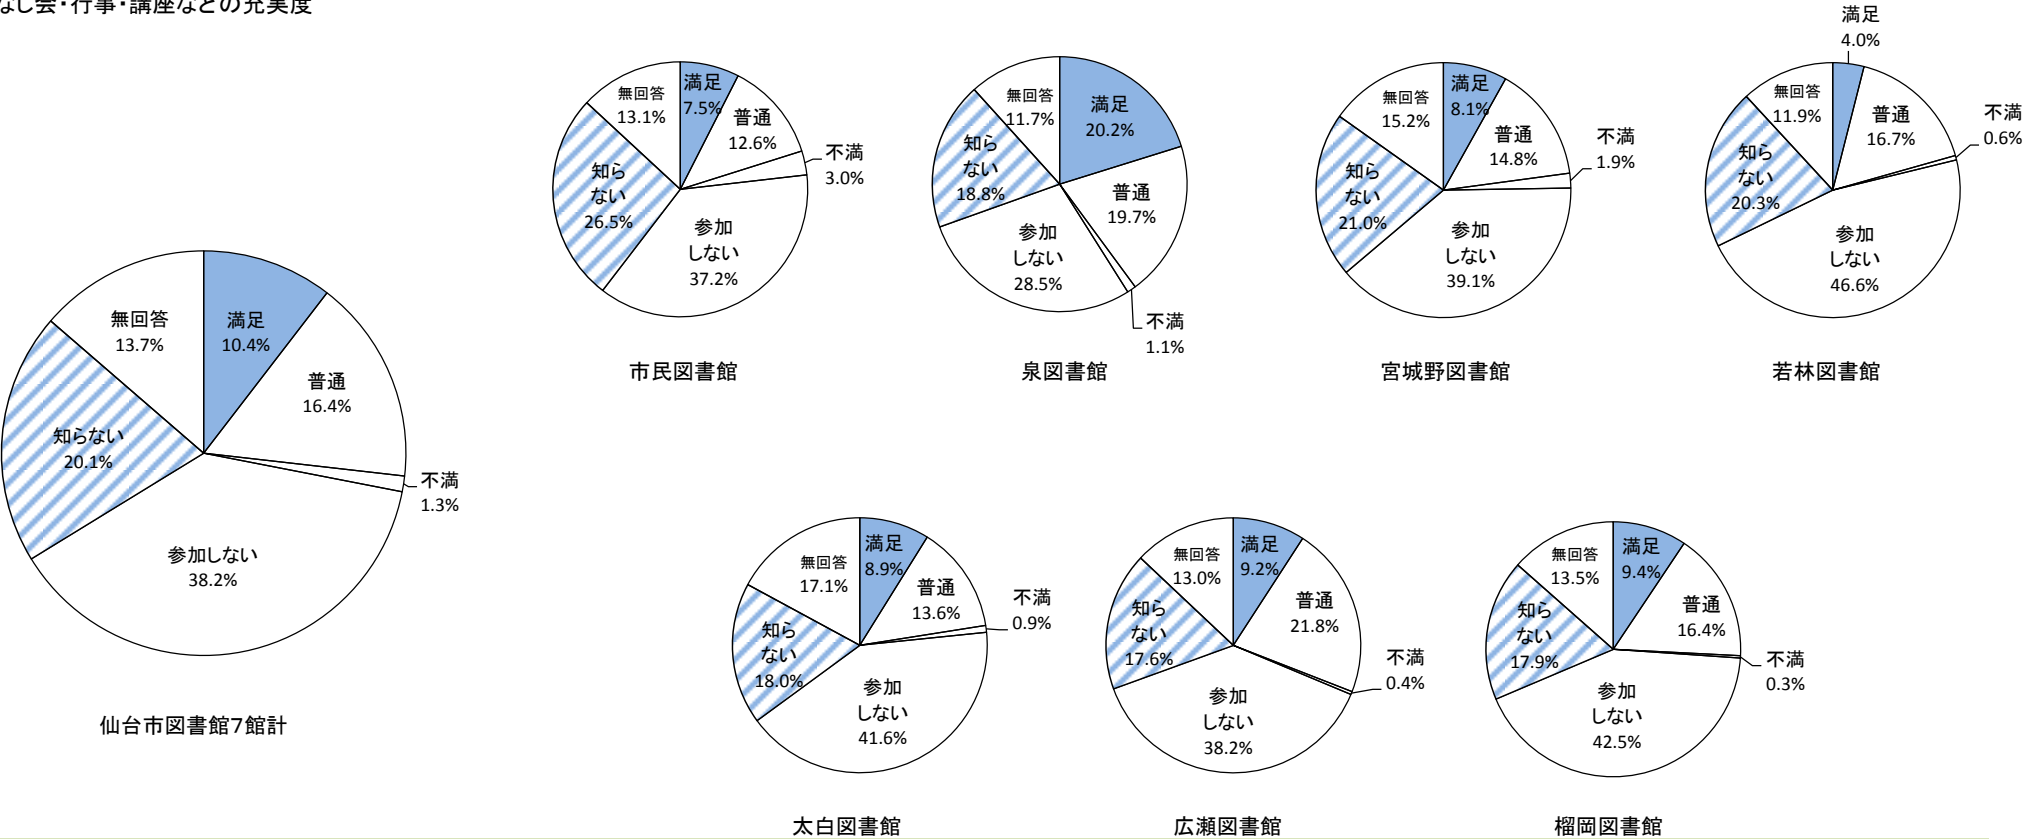 なし会・行事・講座などの充実度
満足
10.4%
普通
16.4%
不満
1.3%
参加しない
38.2%
知らない
20.1%
無回答
13.7%
仙台市図書館7館計
満足
7.5%
普通
12.6%
不満
3.0%
参加
しない
37.2%
知ら
ない
26.5%
無回答
13.1%
市民図書館
満足
20.2%
普通
19.7%
不満
1.1%
参加
しない
28.5%
知ら
ない
18.8%
無回答
11.7%
泉図書館
満足
8.1%
普通
14.8%
不満
1.9%
参加
しない
39.1%
知ら
ない
21.0%
無回答
15.2%
宮城野図書館
満足
4.0%
普通
16.7%
不満
0.6%
参加
しない
46.6%
知ら
ない
20.3%
無回答
11.9%
若林図書館
満足
8.9%
普通
13.6%
不満
0.9%
参加
しない
41.6%
知ら
ない
18.0%
無回答
17.1%
太白図書館
満足
9.2%
普通
21.8%
不満
0.4%
参加
しない
38.2%
知ら
ない
17.6%
無回答
13.0%
広瀬図書館
満足
9.4%
普通
16.4%
不満
0.3%
参加
しない
42.5%
知ら
ない
17.9%
無回答
13.5%
榴岡図書館